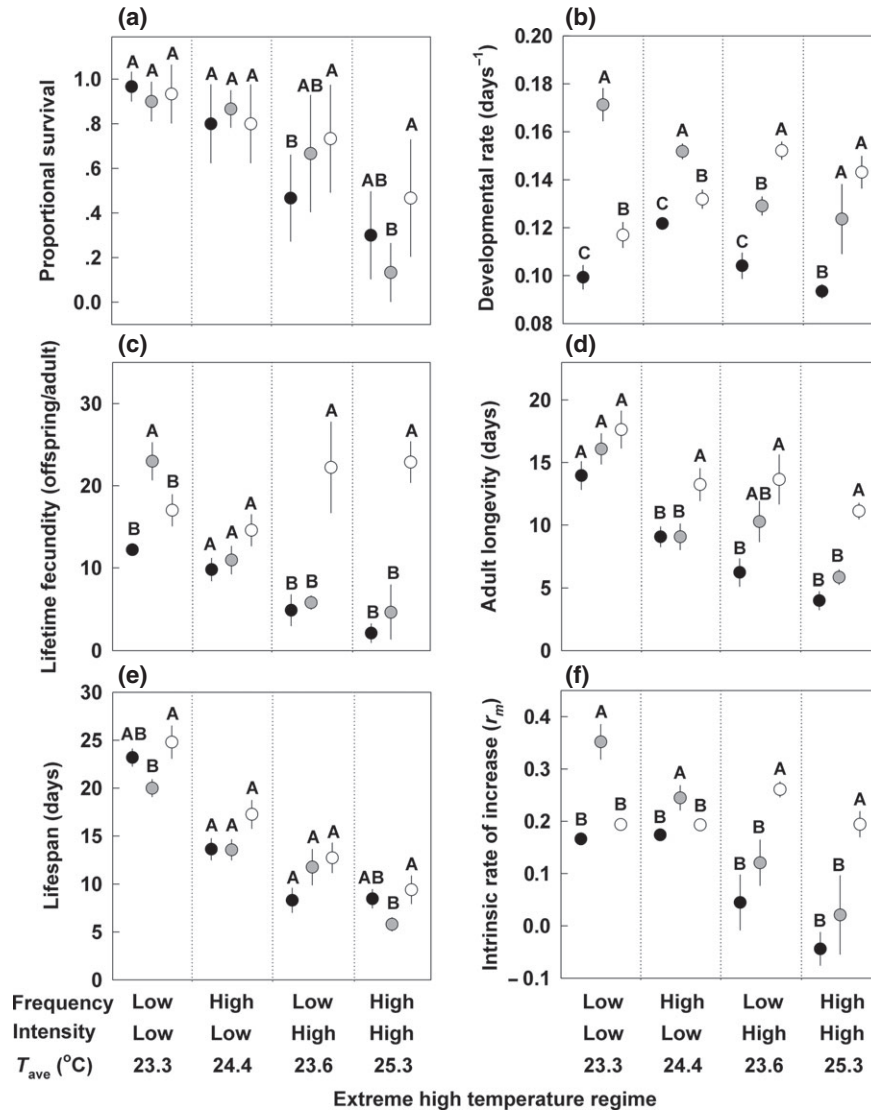 (a)
Proportional survival
1.0
.8
.6
.4
.2
0.0
A A A
A A A
B AB A
AB B A
(b)
Developmental rate (days−1)
0.20
0.18
0.16
0.14
0.12
0.10
0.08
C A B
C A B
C B A
B A A
(c)
Lifetime fecundity (offspring/adult)
30
20
10
0
B A B
A A A
B B A
B B A
(d)
Adult longevity (days)
20
15
10
5
0
A A A
B B A
B AB A
B B A
(e)
Lifespan (days)
30
25
20
15
10
5
0
AB B A
A A A
A A A
AB B A
(f)
Intrinsic rate of increase (rm)
0.4
0.3
0.2
0.1
0.0
−0.1
B A B
B A B
B B A
B B A
Frequency Low High Low High Low High Low High
Intensity Low Low High High Low Low High High
Tave (oC) 23.3 24.4 23.6 25.3 23.3 24.4 23.6 25.3
Extreme high temperature regime